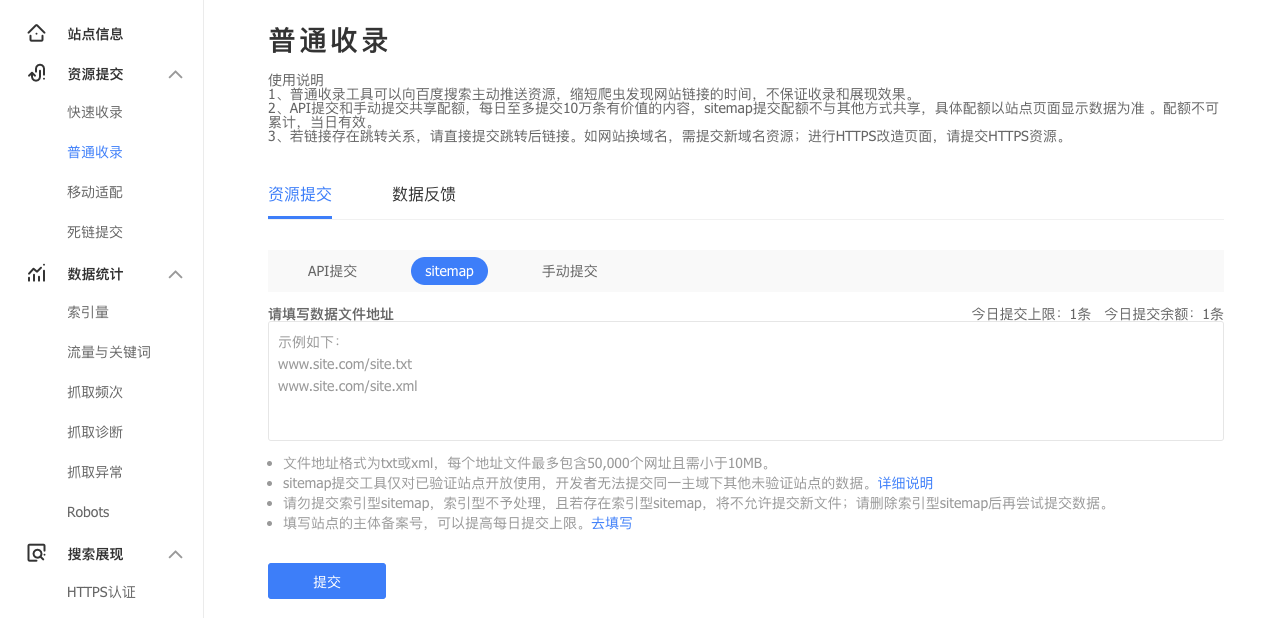 站点信息
资源提交
快速收录
普通收录
移动适配
死链提交
数据统计
索引量
流量与关键词
抓取频次
抓取诊断
抓取异常
Robots
搜索展现
HTTPS认证
普通收录
使用说明
1、普通收录工具可以向百度搜索主动推送资源，缩短爬虫发现网站链接的时间，不保证收录和展现效果。
2、API提交和手动提交共享配额，每日至多提交10万条有价值的内容，sitemap提交配额不与其他方式共享，具体配额以站点页面显示数据为准 。配额不可
累计，当日有效。
3、若链接存在跳转关系，请直接提交跳转后链接。如网站换域名，需提交新域名资源；进行HTTPS改造页面，请提交HTTPS资源。
资源提交 数据反馈
API提交 sitemap 手动提交
请填写数据文件地址 今日提交上限：1条 今日提交余额：1条
示例如下：
www.site.com/site.txt
www.site.com/site.xml
文件地址格式为txt或xml，每个地址文件最多包含50,000个网址且需小于10MB。
sitemap提交工具仅对已验证站点开放使用，开发者无法提交同一主域下其他未验证站点的数据。详细说明
请勿提交索引型sitemap，索引型不予处理，且若存在索引型sitemap，将不允许提交新文件；请删除索引型sitemap后再尝试提交数据。
填写站点的主体备案号，可以提高每日提交上限。去填写
提交